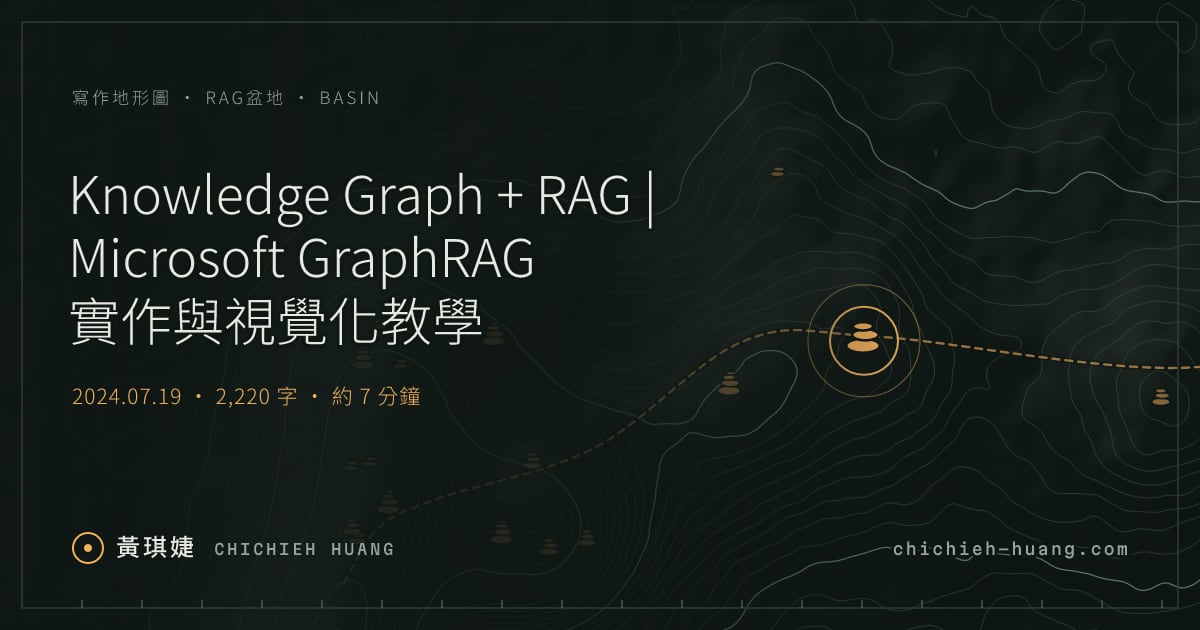 寫作地形圖 · RAG盆地 · BASIN
Knowledge Graph + RAG |
Microsoft GraphRAG
實作與視覺化教學
2024.07.19 · 2,220 字 · 約 7 分鐘
黃琪婕 CHICHIEH HUANG
chichieh-huang.com